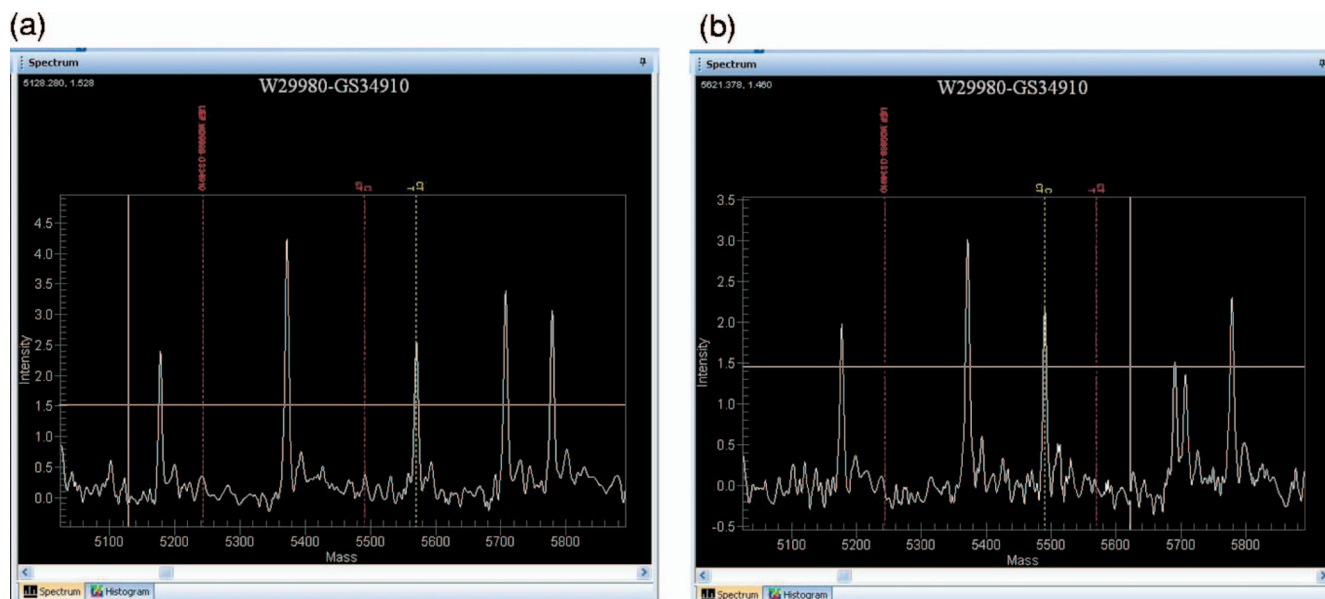 (a)
Spectrum
5128.280, 1.528
W29980-GS34910
4.5
4.0
3.5
3.0
2.5
2.0
1.5
1.0
0.5
0.0
Intensity
5100 5200 5300 5400 5500 5600 5700 5800
Mass
Spectrum Histogram
(b)
Spectrum
5621.378, 1.460
W29980-GS34910
3.5
3.0
2.5
2.0
1.5
1.0
0.5
0.0
-0.5
Intensity
5100 5200 5300 5400 5500 5600 5700 5800
Mass
Spectrum Histogram